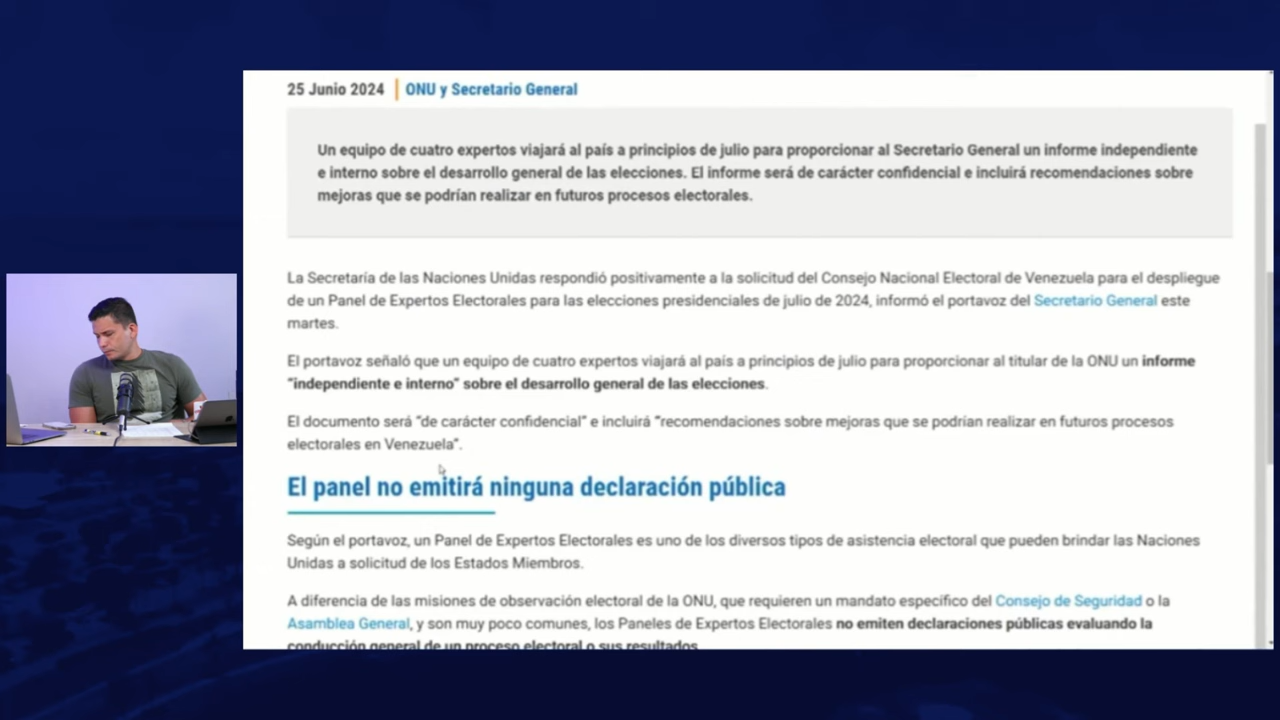 25 Junio 2024 | ONU y Secretario General
Un equipo de cuatro expertos viajará al país a principios de julio para proporcionar al Secretario General un informe independiente
e interno sobre el desarrollo general de las elecciones. El informe será de carácter confidencial e incluirá recomendaciones sobre
mejoras que se podrían realizar en futuros procesos electorales.
La Secretaría de las Naciones Unidas respondió positivamente a la solicitud del Consejo Nacional Electoral de Venezuela para el despliegue
de un Panel de Expertos Electorales para las elecciones presidenciales de julio de 2024, informó el portavoz del Secretario General este
martes.
El portavoz señaló que un equipo de cuatro expertos viajará al país a principios de julio para proporcionar al titular de la ONU un informe
"independiente e interno" sobre el desarrollo general de las elecciones.
El documento será "de carácter confidencial" e incluirá "recomendaciones sobre mejoras que se podrían realizar en futuros procesos
electorales en Venezuela".
El panel no emitirá ninguna declaración pública
Según el portavoz, un Panel de Expertos Electorales es uno de los diversos tipos de asistencia electoral que pueden brindar las Naciones
Unidas a solicitud de los Estados Miembros.
A diferencia de las misiones de observación electoral de la ONU, que requieren un mandato específico del Consejo de Seguridad o la
Asamblea General, y son muy poco comunes, los Paneles de Expertos Electorales no emiten declaraciones públicas evaluando la
conducción general de un proceso electoral o sus resultados